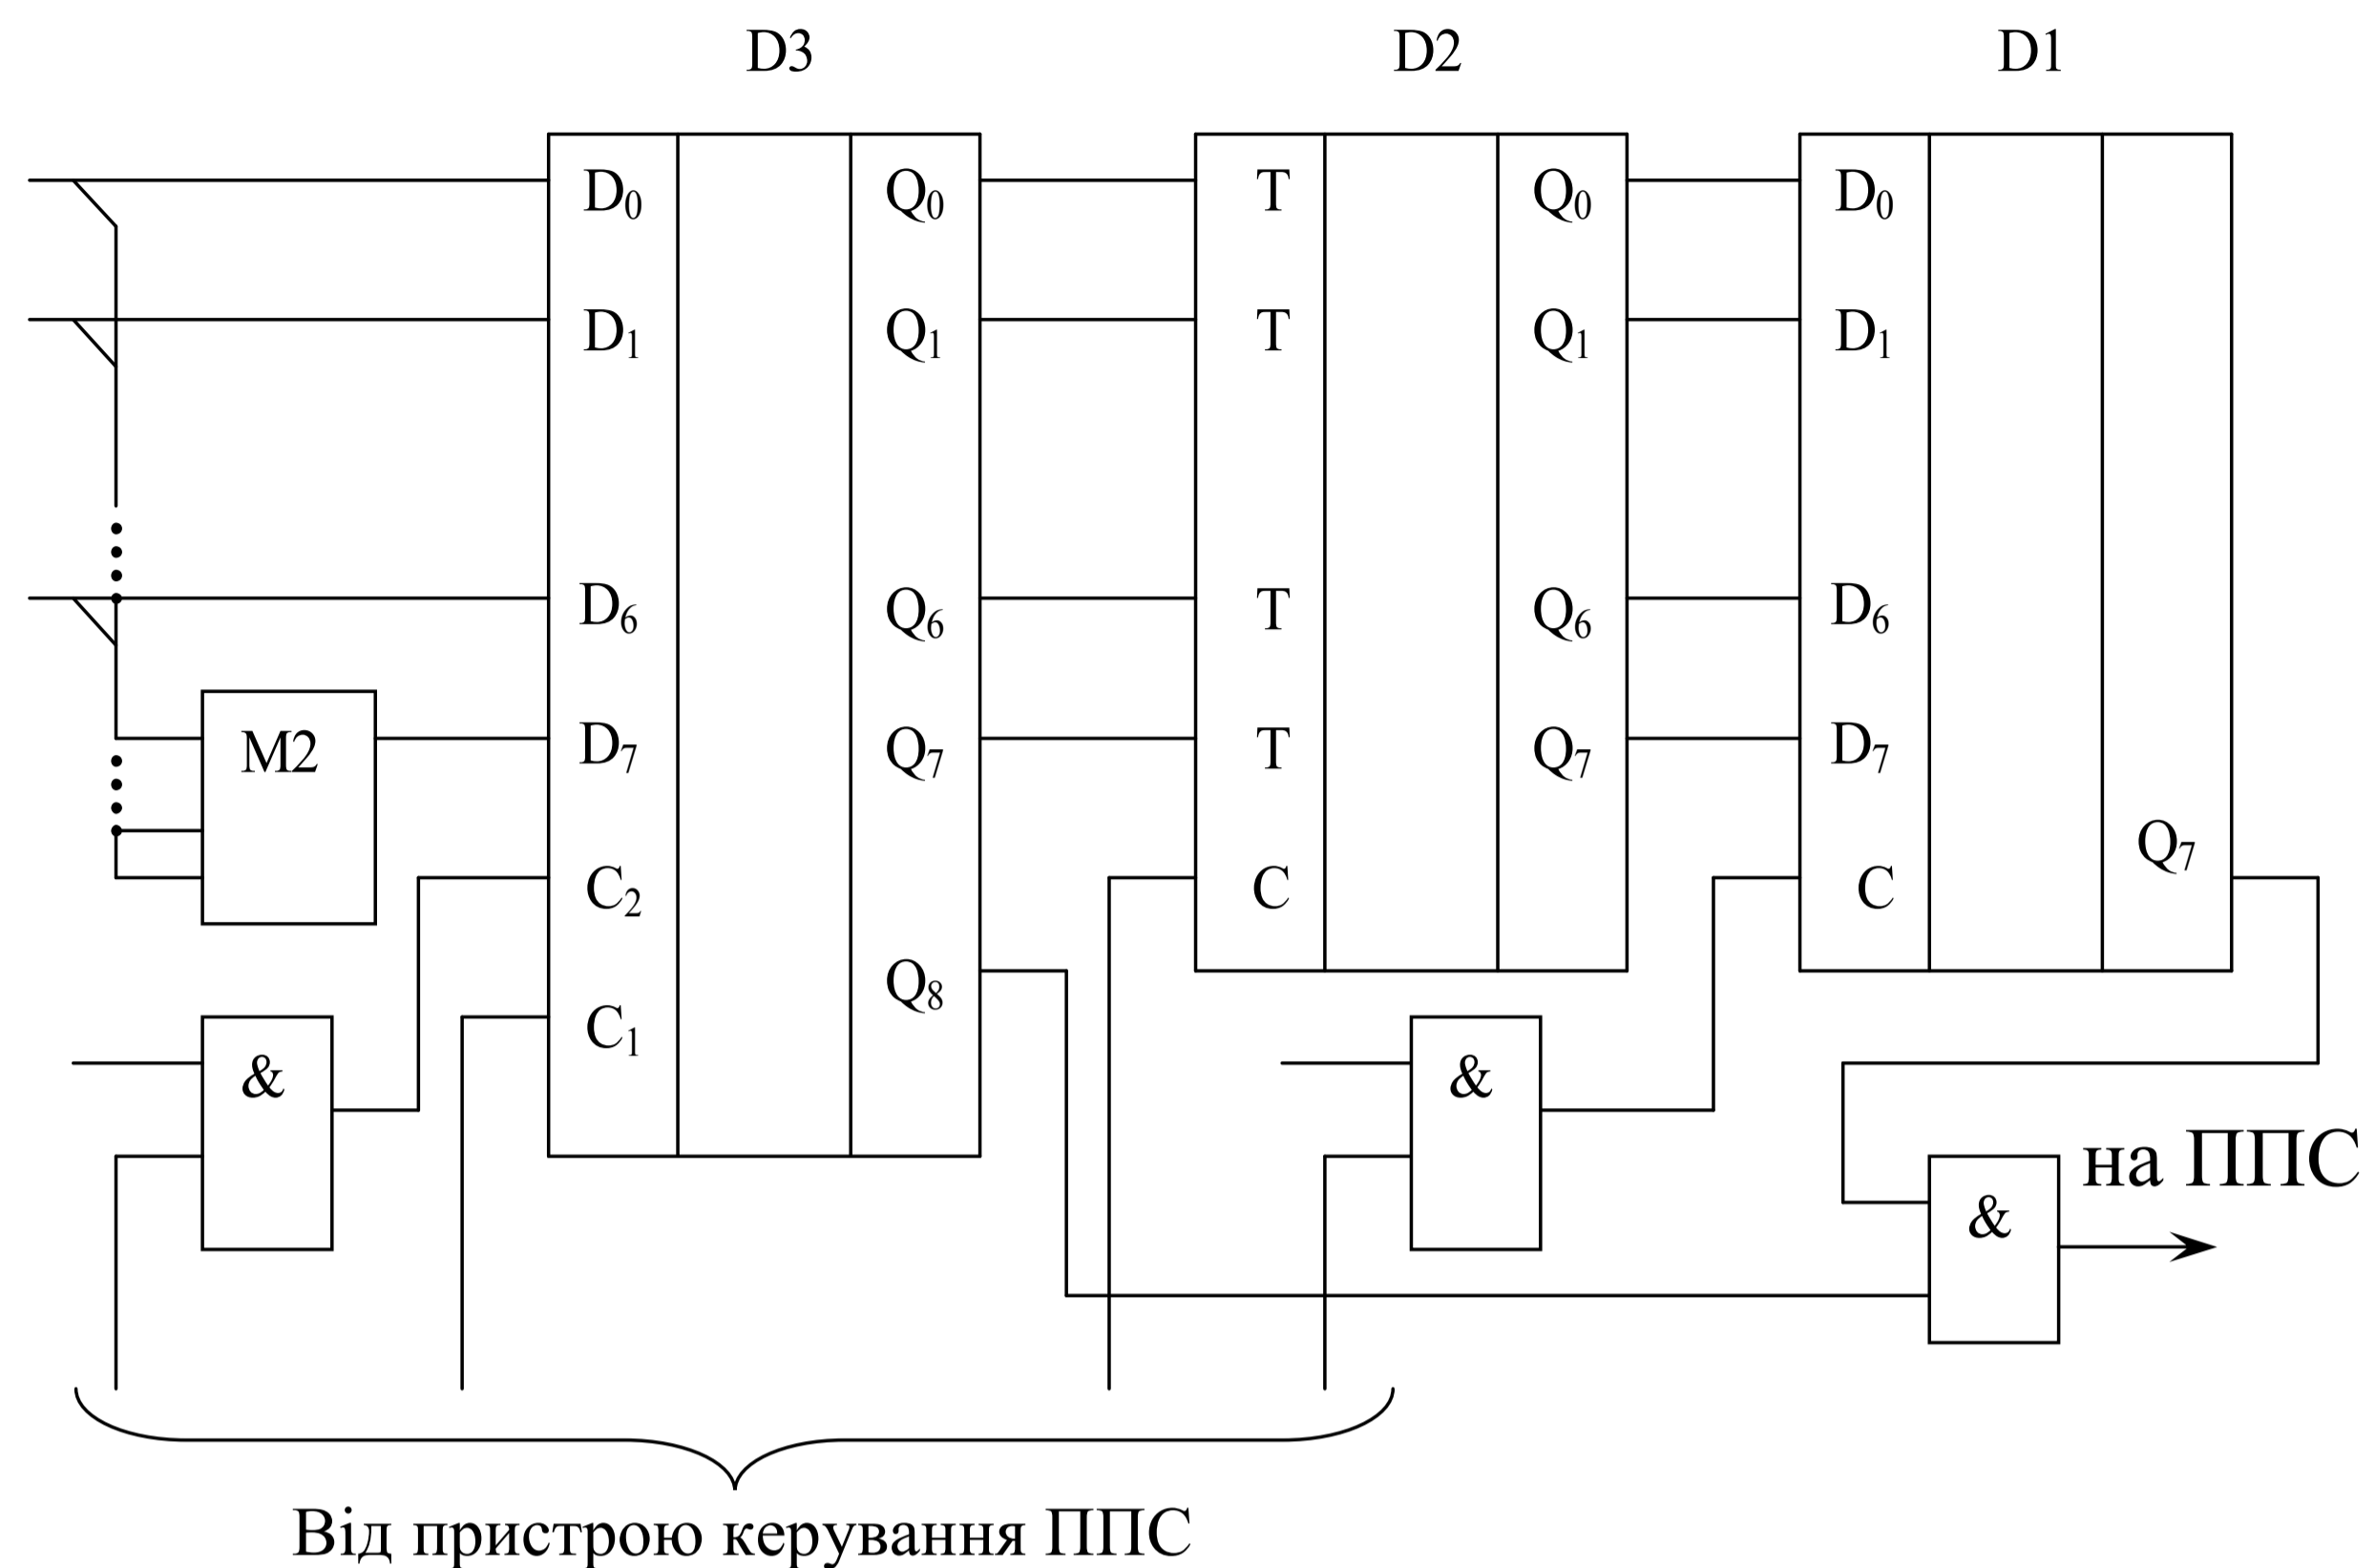 D3 D2 D1
D0 Q0 T Q0 D0
D1 Q1 T Q1 D1
D6 Q6 T Q6 D6
D7 Q7 T Q7 D7
M2
Q7
C2 C C
Q8
C1
& &
на ППС
&
Від пристрою керування ППС